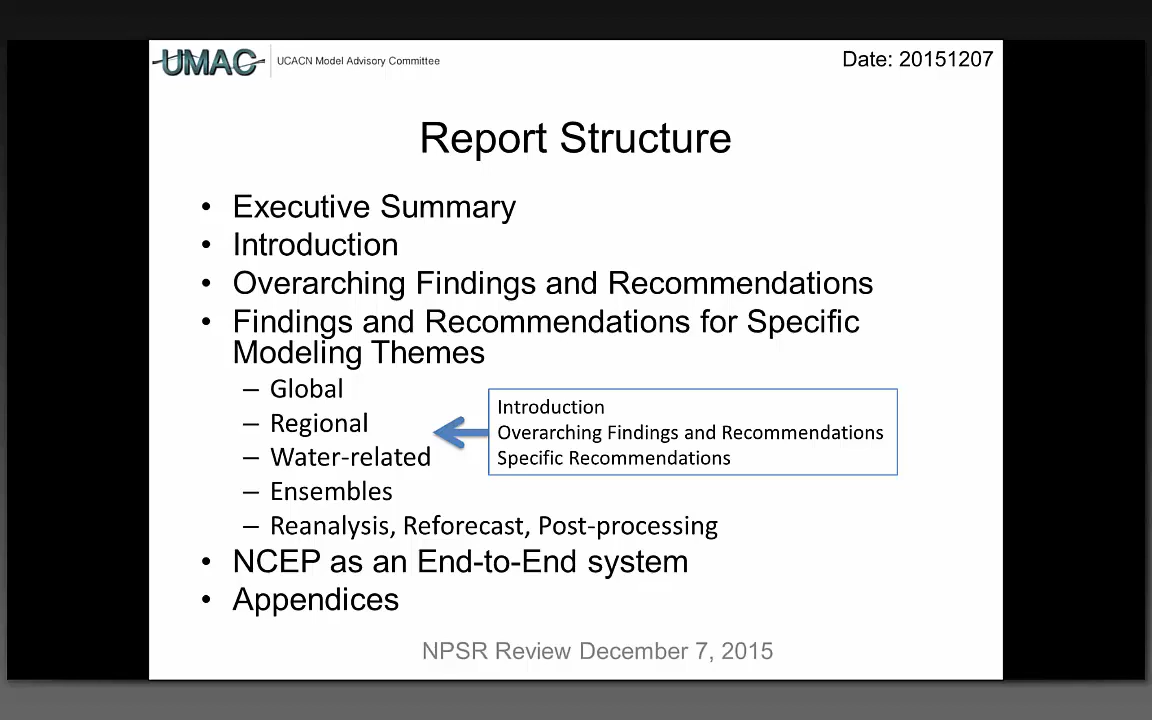 UMAC UCACN Model Advisory Committee
Date: 20151207
Report Structure
• Executive Summary
• Introduction
• Overarching Findings and Recommendations
• Findings and Recommendations for Specific
Modeling Themes
– Global
– Regional
– Water-related
– Ensembles
– Reanalysis, Reforecast, Post-processing
Introduction
Overarching Findings and Recommendations
Specific Recommendations
• NCEP as an End-to-End system
• Appendices
NPSR Review December 7, 2015